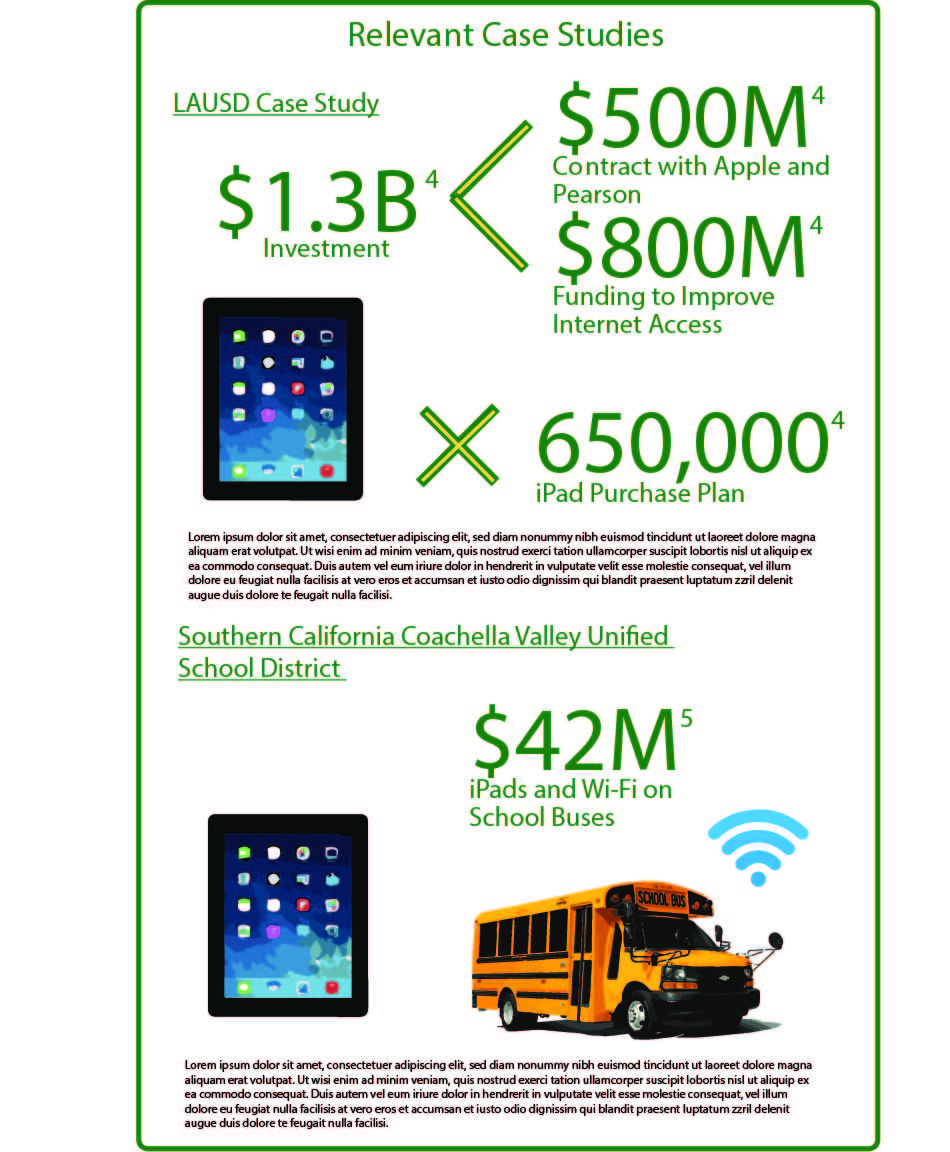 Relevant Case Studies
LAUSD Case Study
$1.3B4
Investment
$500M4
Contract with Apple and
Pearson
$800M4
Funding to Improve
Internet Access
650,0004
iPad Purchase Plan
Lorem ipsum dolor sit amet, consectetuer adipiscing elit, sed diam nonummy nibh euismod tincidunt ut laoreet dolore magna
aliquam erat volutpat. Ut wisi enim ad minim veniam, quis nostrud exerci tation ullamcorper suscipit lobortis nisl ut aliquip ex
ea commodo consequat. Duis autem vel eum iriure dolor in hendrerit in vulputate velit esse molestie consequat, vel illum
dolore eu feugiat nulla facilisis at vero eros et accumsan et iusto odio dignissim qui blandit praesent luptatum zzril delenit
augue duis dolore te feugait nulla facilisi.
Southern California Coachella Valley Unified
School District
$42M5
iPads and Wi-Fi on
School Buses
SCHOOL BUS
Lorem ipsum dolor sit amet, consectetuer adipiscing elit, sed diam nonummy nibh euismod tincidunt ut laoreet dolore magna
aliquam erat volutpat. Ut wisi enim ad minim veniam, quis nostrud exerci tation ullamcorper suscipit lobortis nisl ut aliquip ex
ea commodo consequat. Duis autem vel eum iriure dolor in hendrerit in vulputate velit esse molestie consequat, vel illum
dolore eu feugiat nulla facilisis at vero eros et accumsan et iusto odio dignissim qui blandit praesent luptatum zzril delenit
augue duis dolore te feugait nulla facilisi.